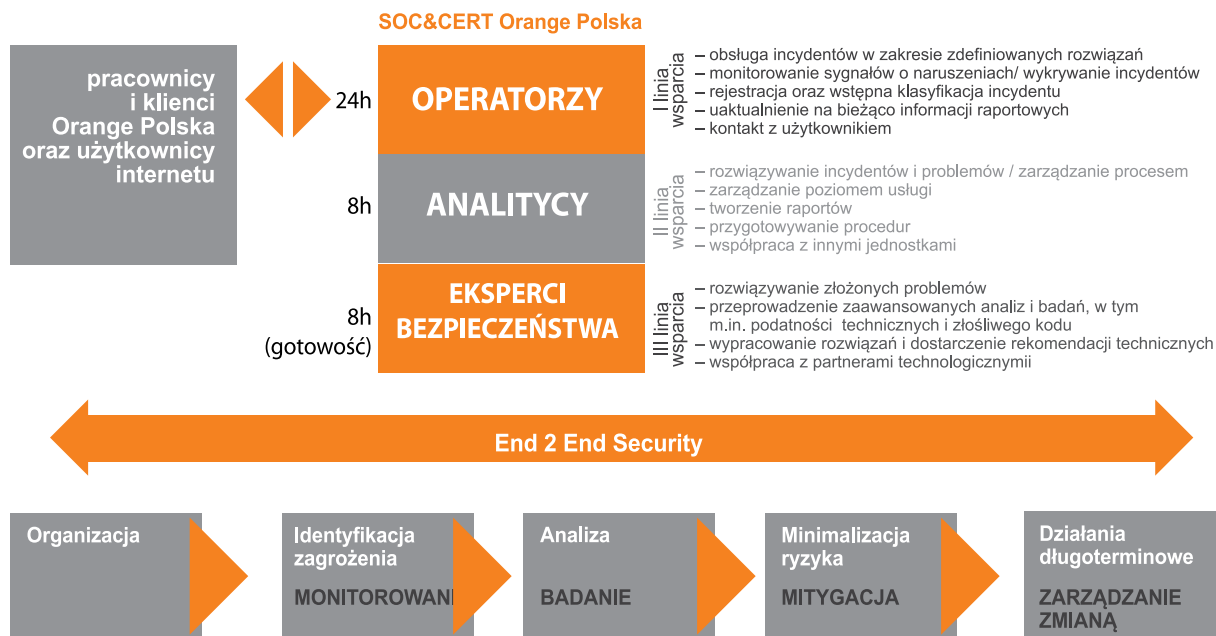 SOC&CERT Orange Polska
pracownicy
i klienci
Orange Polska
oraz użytkownicy
internetu
24h
OPERATORZY
I linia
wsparcia
– obsługa incydentów w zakresie zdefiniowanych rozwiązań
– monitorowanie sygnałów o naruszeniach/ wykrywanie incydentów
– rejestracja oraz wstępna klasyfikacja incydentu
– uaktualnienie na bieżąco informacji raportowych
– kontakt z użytkownikiem
8h
ANALITYCY
II linia
wsparcia
– rozwiązywanie incydentów i problemów / zarządzanie procesem
– zarządzanie poziomem usługi
– tworzenie raportów
– przygotowywanie procedur
– współpraca z innymi jednostkami
8h
(gotowość)
EKSPERCI
BEZPIECZEŃSTWA
III linia
wsparcia
– rozwiązywanie złożonych problemów
– przeprowadzenie zaawansowanych analiz i badań, w tym
m.in. podatności technicznych i złośliwego kodu
– wypracowanie rozwiązań i dostarczenie rekomendacji technicznych
– współpraca z partnerami technologicznymii
End 2 End Security
Organizacja
Identyfikacja
zagrożenia
MONITOROWANI
Analiza
BADANIE
Minimalizacja
ryzyka
MITYGACJA
Działania
długoterminowe
ZARZĄDZANIE
ZMIANĄ